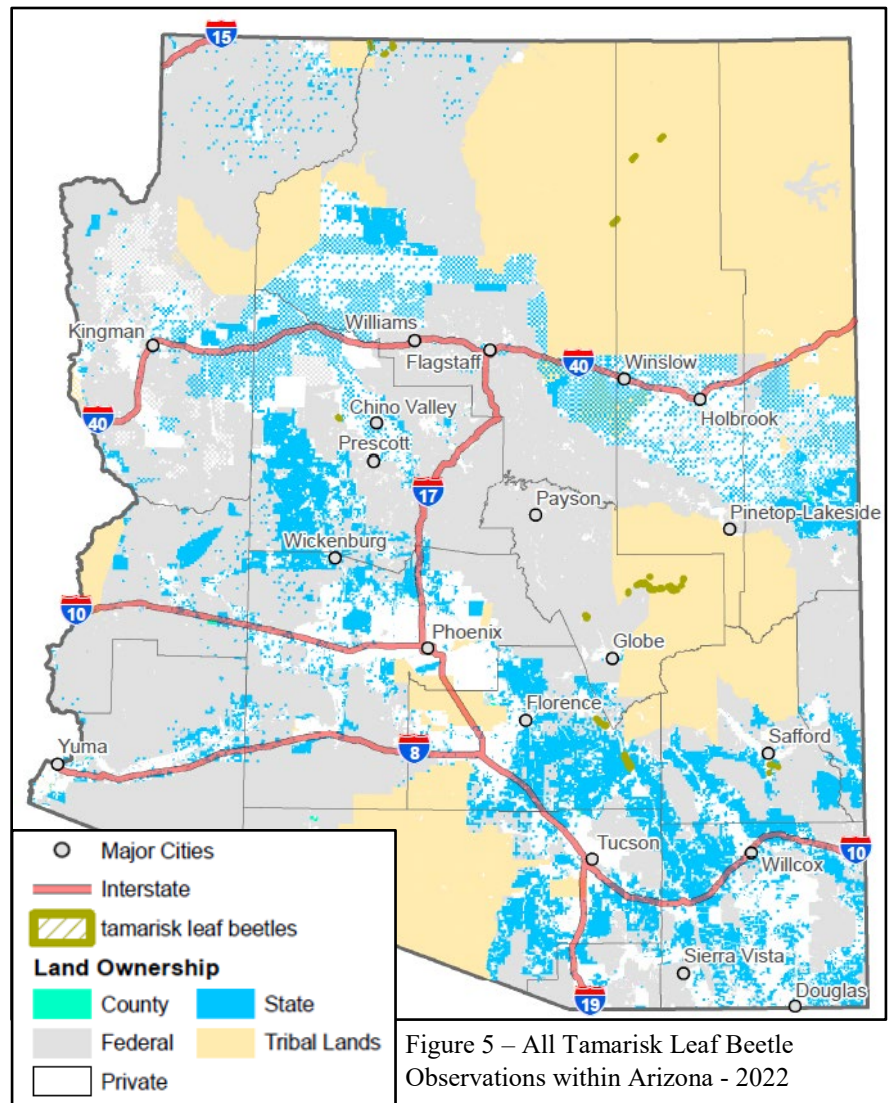 15
Kingman
Williams
Flagstaff
40
Winslow
Holbrook
40
Chino Valley
Prescott
17
Payson
Pinetop-Lakeside
Wickenburg
10
Phoenix
Globe
Florence
Safford
Yuma
8
Tucson
Willcox
10
Sierra Vista
Douglas
19
Major Cities
Interstate
tamarisk leaf beetles
Land Ownership
County
State
Federal
Tribal Lands
Private
Figure 5 – All Tamarisk Leaf Beetle
Observations within Arizona - 2022